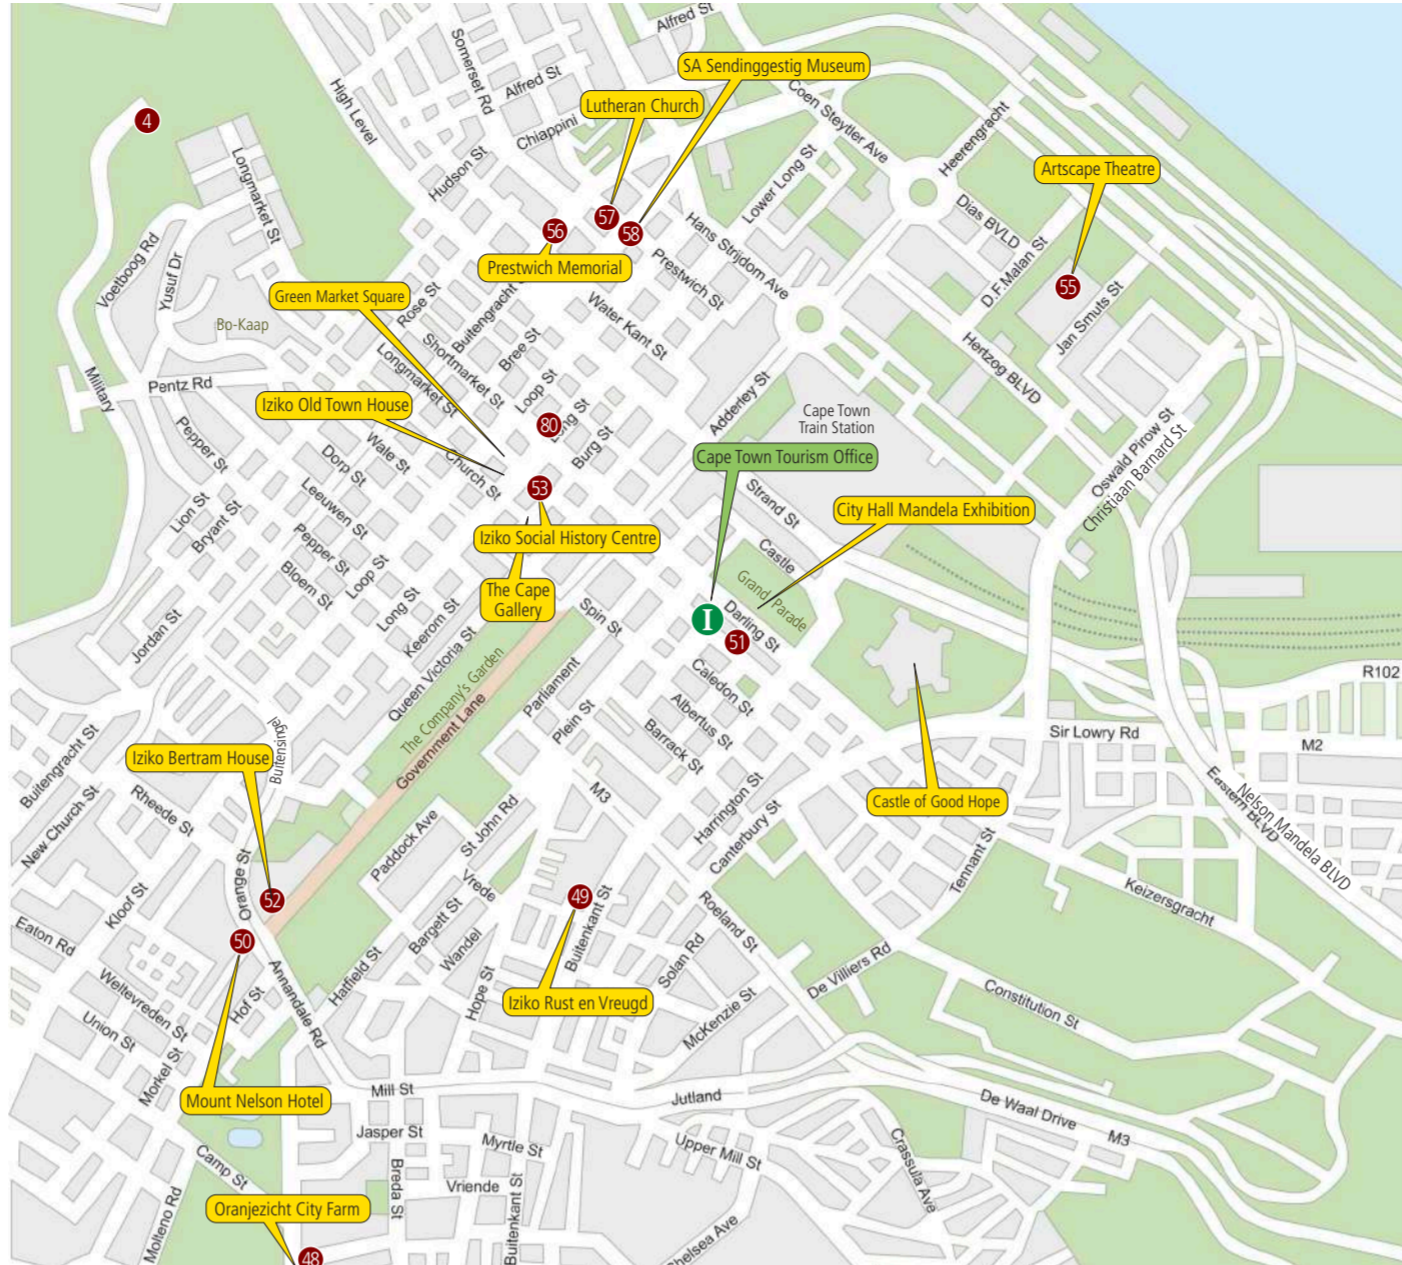 Alfred St
Somerset Rd
SA Sendinggestig Museum
High Level
Alfred St
Coen Steytler Ave
Lutheran Church
Heerengracht
4
Chiappini
Longmarket St
Hudson St
Lower Long St
Artscape Theatre
57
58
56
Dias BVLD
Hans Strijdom Ave
Voetboog Rd
Yusuf Dr
Prestwich Memorial
Prestwich St
D.F.Malan St
55
Green Market Square
Rose St
Buitengracht
Water Kant St
Jan Smuts St
Bo-Kaap
Shortmarket St
Bree St
Longmarket St
Hertzog BLVD
Military
Pentz Rd
Loop St
Adderley St
Iziko Old Town House
80
Long St
Cape Town
Train Station
Pepper St
Wale St
Burg St
Oswald Pirow St
Christiaan Barnard St
Dorp St
Church St
Cape Town Tourism Office
53
Leeuwen St
Strand St
Lion St
City Hall Mandela Exhibition
Bryant St
Iziko Social History Centre
Pepper St
Castle
Bloem St
Loop St
The Cape
Gallery
Grand Parade
Long St
Spin St
I
Darling St
51
Jordan St
Keerom St
Queen Victoria St
The Company's Garden
Government Lane
Parliament
Caledon St
R102
Plein St
Albertus St
Barrack St
Sir Lowry Rd
M2
Buitensingel
Iziko Bertram House
Buitengracht St
M3
Castle of Good Hope
Eastern BLVD
Nelson Mandela BLVD
Rheede St
New Church St
St John Rd
Harrington St
Canterbury St
Paddock Ave
Tennant St
Orange St
Vrede
52
49
Keizersgracht
Kloof St
Bargett St
Buitenkant St
Roeland St
Eaton Rd
50
Wandel
Solan Rd
De Villiers Rd
Hatfield St
Annandale Rd
Weltevreden St
Hof St
Hope St
Iziko Rust en Vreugd
McKenzie St
Constitution St
Union St
Morkel St
Mount Nelson Hotel
Mill St
Jutland
De Waal Drive
M3
Jasper St
Myrtle St
Upper Mill St
Crassula Ave
Camp St
Breda St
Vriende
Buitenkant St
Oranjezicht City Farm
Molteno Rd
48
helsea Ave